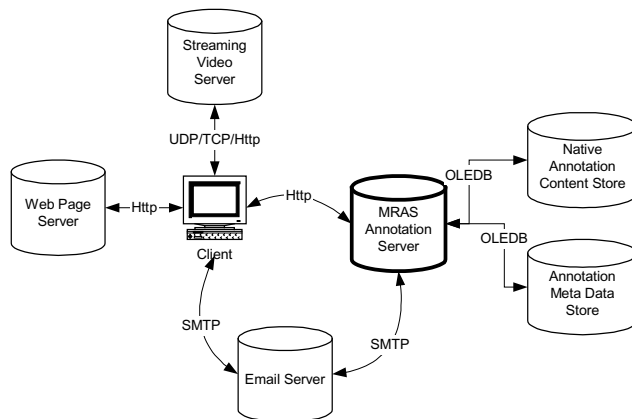 Streaming
Video
Server
UDP/TCP/Http
Web Page
Server
Http
Client
Http
MRAS
Annotation
Server
OLEDB
OLEDB
Native
Annotation
Content Store
Annotation
Meta Data
Store
SMTP
SMTP
Email Server